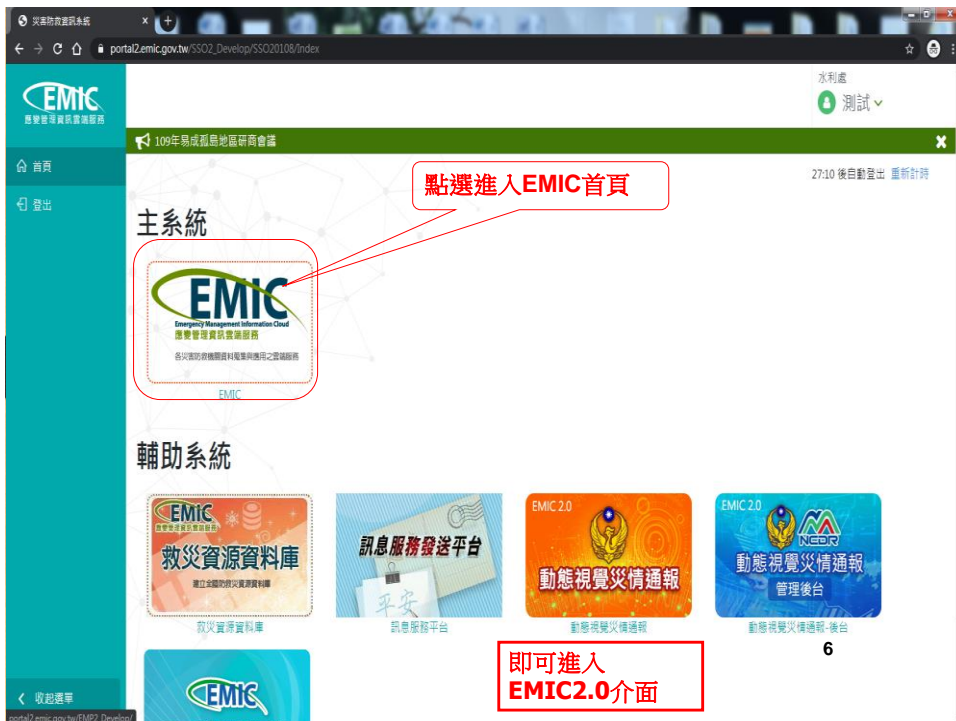 災害防救資訊系統
portal2.emic.gov.tw/SSO2_Develop/SSO20108/Index
EMIC
應變管理資訊雲端服務
水利處
測試
109年易成孤島地區研商會議
首頁
登出
27:10 後自動登出 重新計時
點選進入EMIC首頁
主系統
EMIC
Emergency Management Information Cloud
應變管理資訊雲端服務
各災害防救機關資料蒐集與應用之雲端服務
EMIC
輔助系統
EMIC
應變管理資訊雲端服務
救災資源資料庫
建立全國防救災資源資料庫
救災資源資料庫
訊息服務發送平台
平安
訊息服務平台
EMIC 2.0
動態視覺災情通報
動態視覺災情通報
EMIC 2.0
NCDR
動態視覺災情通報
管理後台
動態視覺災情通報-後台
6
即可進入
EMIC2.0介面
EMIC
收起選單
portal2.emic.gov.tw/EMP2_Develop/